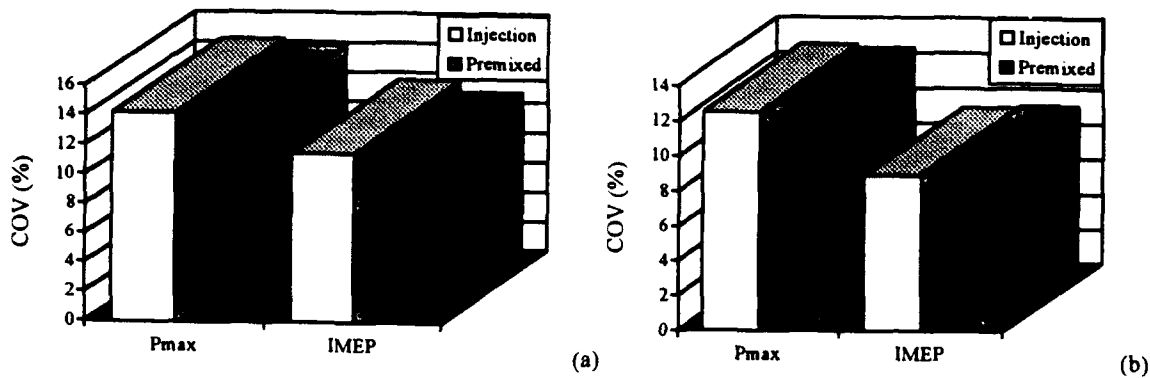 Injection
Premixed
COV (%)
16
14
12
10
8
6
4
2
0
Pmax IMEP
(a)
Injection
Premixed
COV (%)
14
12
10
8
6
4
2
0
Pmax IMEP
(b)